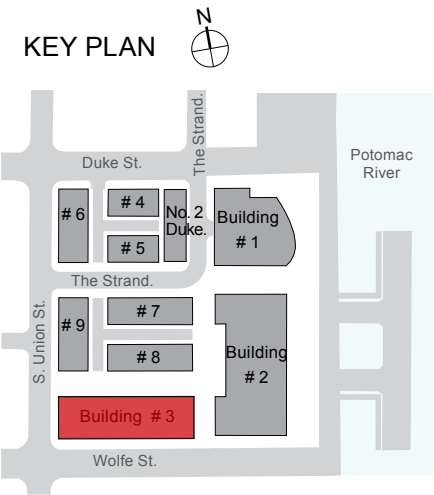 N
KEY PLAN
The Strand.
Duke St.
Potomac
River
# 6
# 4
No. 2
Duke.
Building
# 1
# 5
The Strand.
S. Union St.
# 9
# 7
# 8
Building
# 2
Building # 3
Wolfe St.